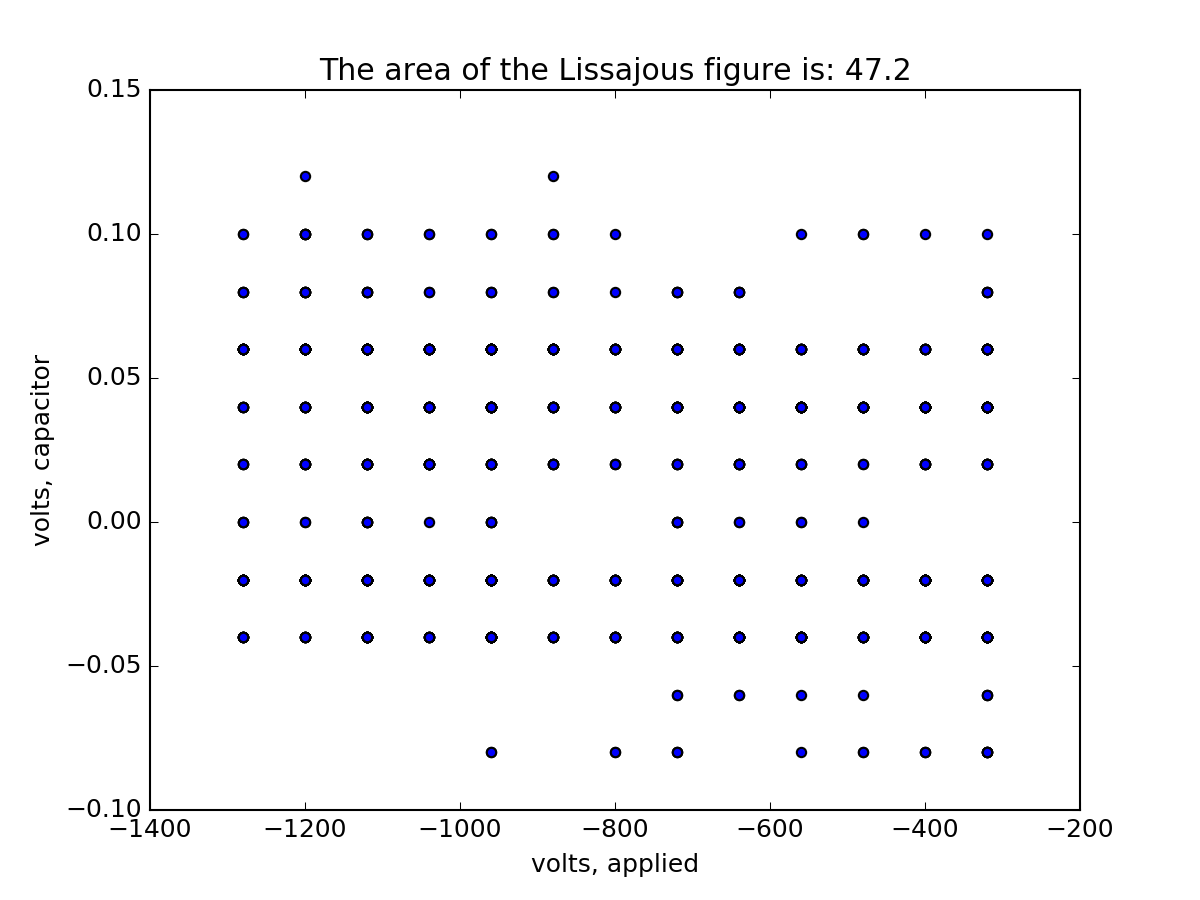 The area of the Lissajous figure is: 47.2
0.15
0.10
0.05
0.00
−0.05
−0.10
volts, capacitor
−1400 −1200 −1000 −800 −600 −400 −200
volts, applied